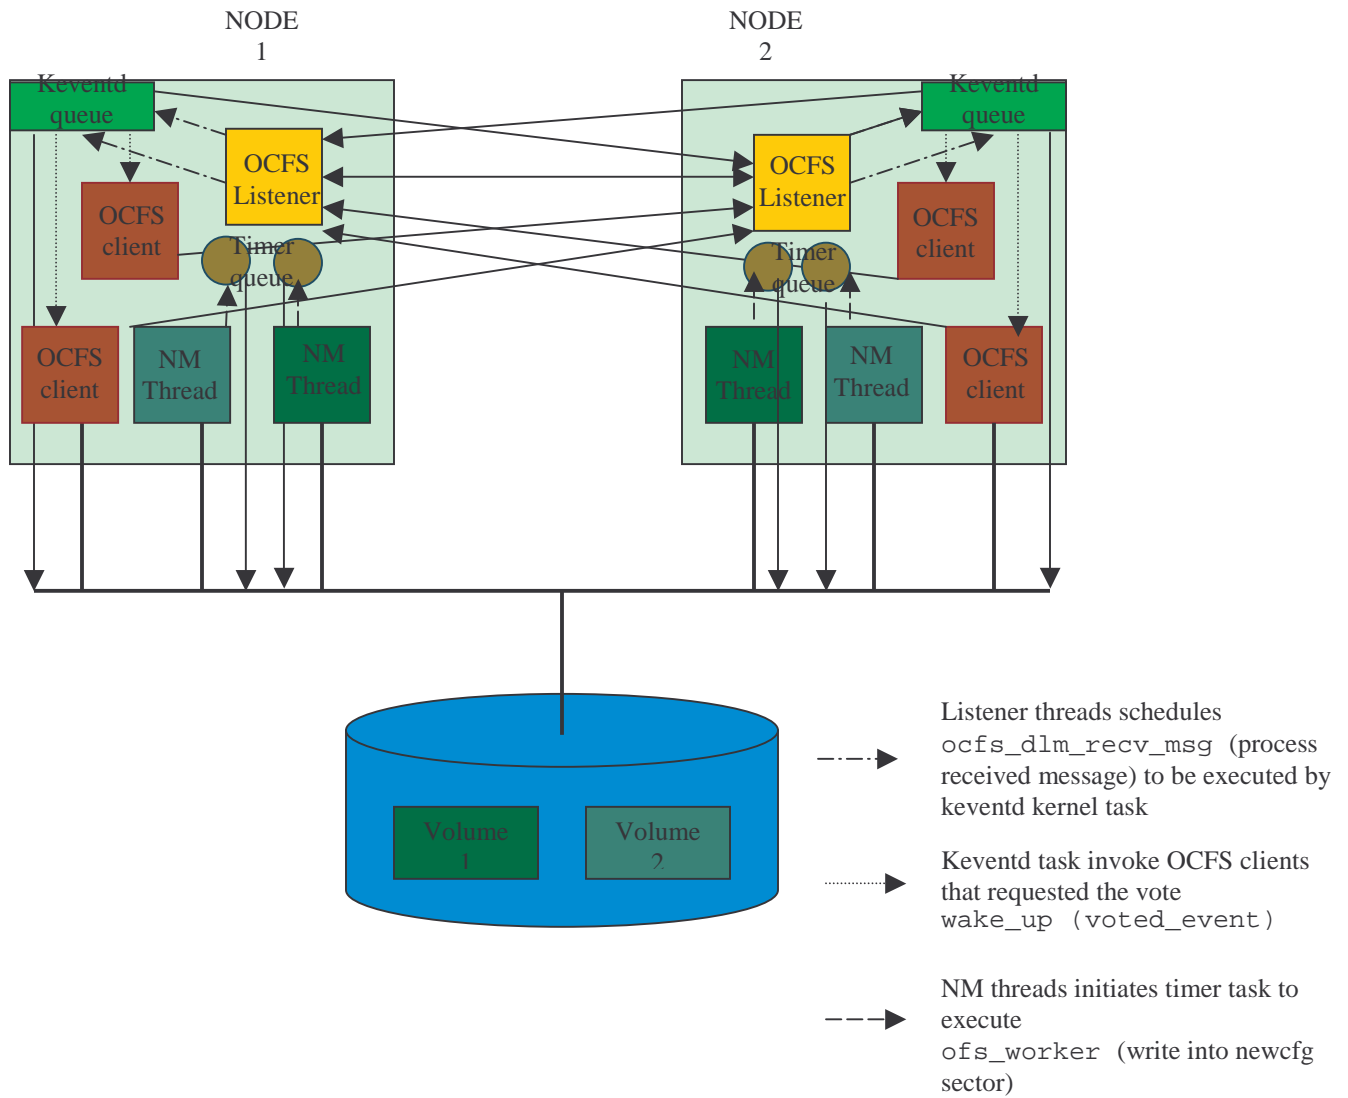 NODE
1
NODE
2
Keventd
queue
OCFS
Listener
OCFS
client
Timer
queue
OCFS
client
NM
Thread
NM
Thread
Keventd
queue
OCFS
Listener
OCFS
client
Timer
queue
NM
Thread
NM
Thread
OCFS
client
Volume
1
Volume
2
Listener threads schedules
ocfs_dlm_recv_msg (process
received message) to be executed by
keventd kernel task
Keventd task invoke OCFS clients
that requested the vote
wake_up (voted_event)
NM threads initiates timer task to
execute
ofs_worker (write into newcfg
sector)